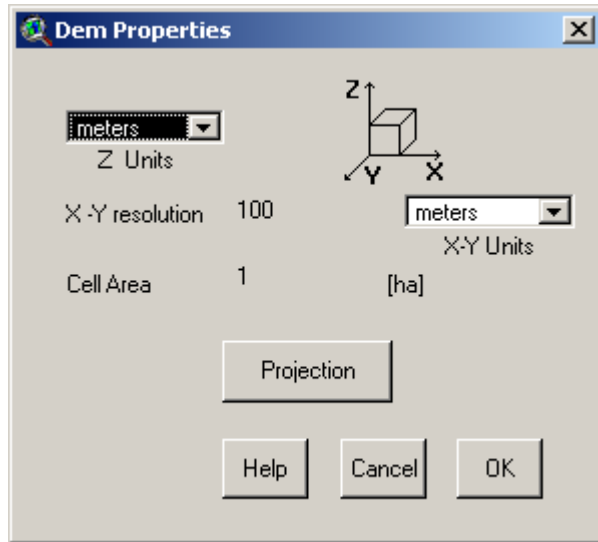 Dem Properties
Z
meters
Z Units
Y X
X -Y resolution 100 meters
X-Y Units
Cell Area 1 [ha]
Projection
Help Cancel OK